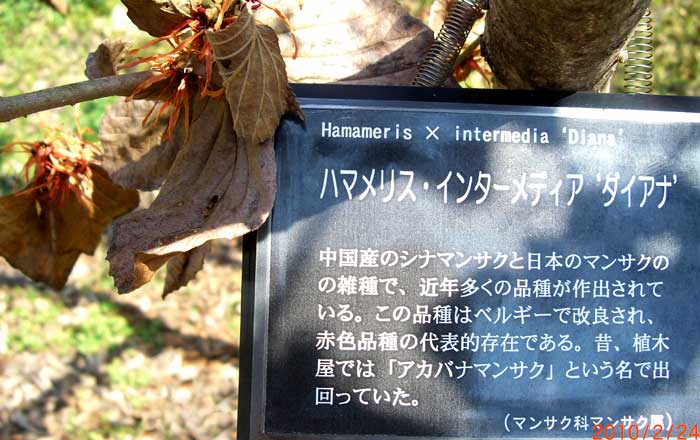 Hamameris × intermedia ‘Diana’
ハマメリス・インターメディア ‘ダイアナ’
中国産のシナマンサクと日本のマンサクの
の雑種で、近年多くの品種が作出されて
いる。この品種はベルギーで改良され、
赤色品種の代表的存在である。昔、植木
屋では「アカバナマンサク」という名で出
回っていた。
（マンサク科マンサク属）
2010/2/24